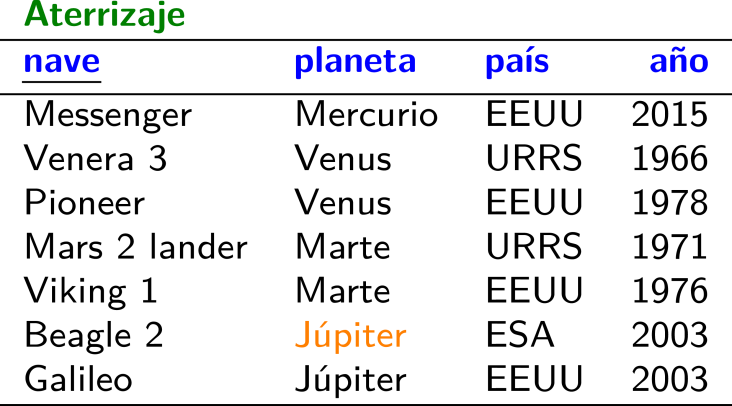 Aterrizaje
nave planeta país año
Messenger Mercurio EEUU 2015
Venera 3 Venus URRS 1966
Pioneer Venus EEUU 1978
Mars 2 lander Marte URRS 1971
Viking 1 Marte EEUU 1976
Beagle 2 Júpiter ESA 2003
Galileo Júpiter EEUU 2003